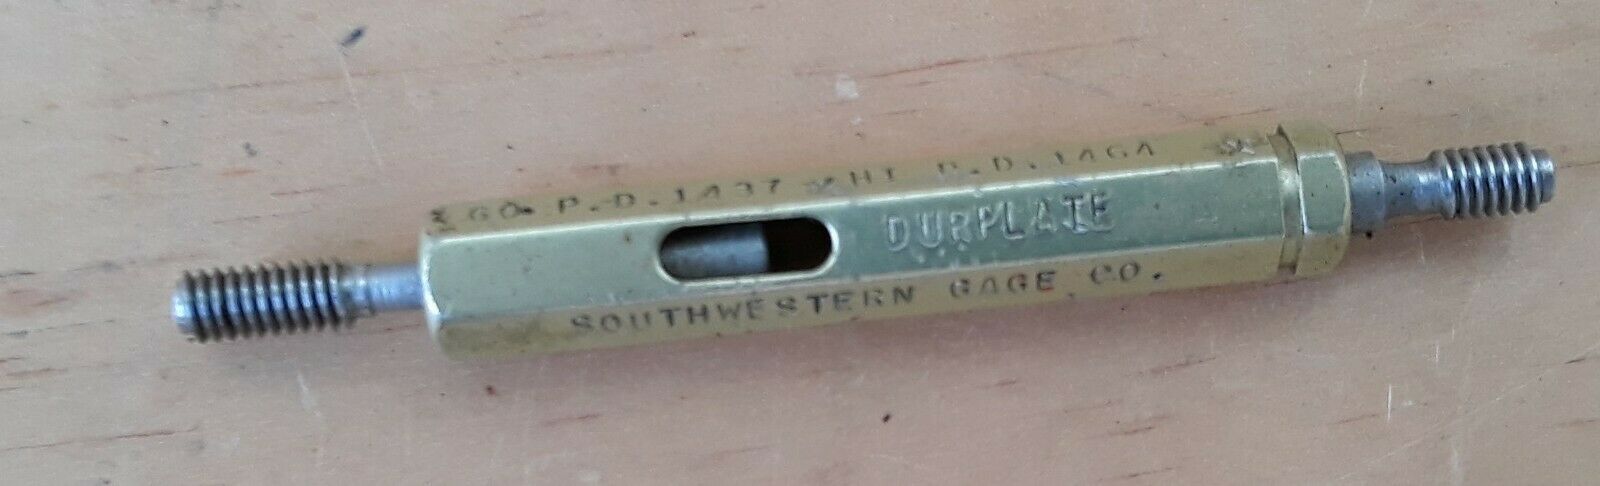 GO P.D. .1437 HI P.D. .1464
DURPLATE
SOUTHWESTERN GAGE CO.